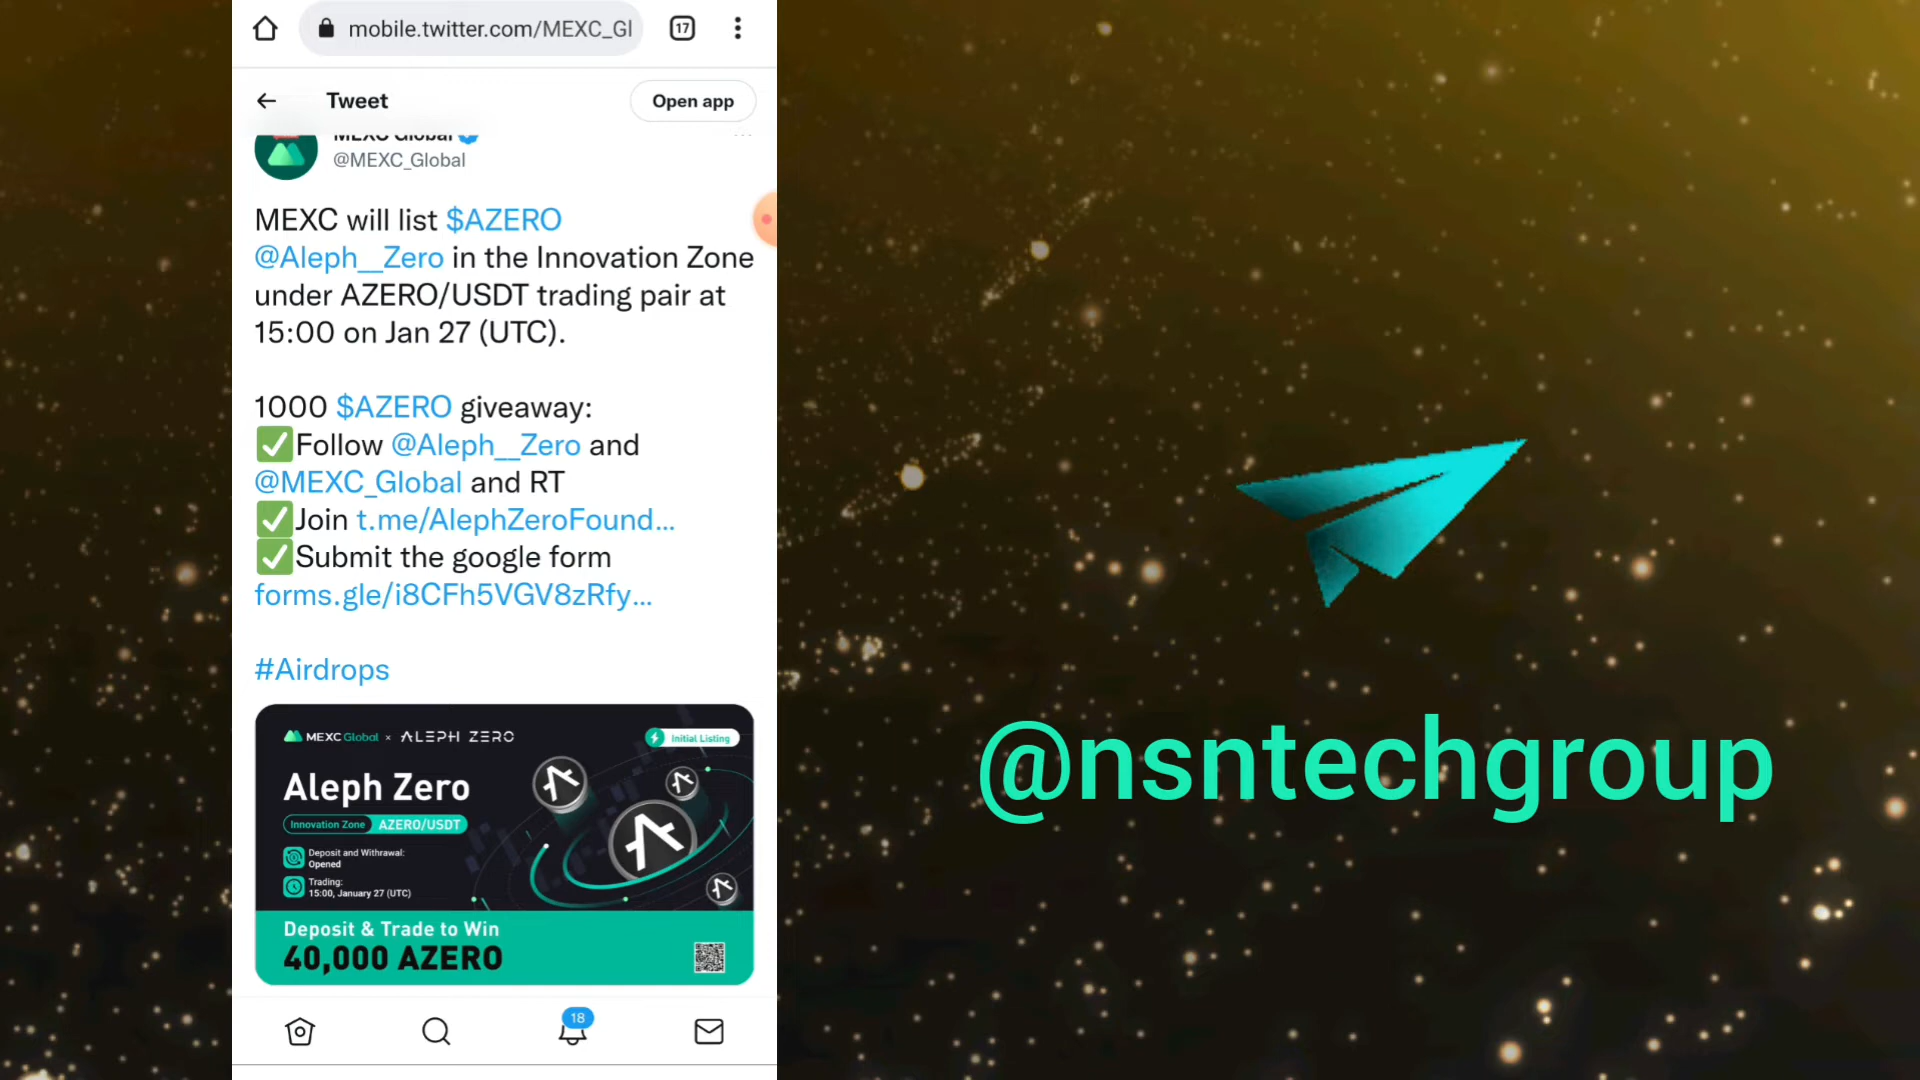 mobile.twitter.com/MEXC_Gl
17
Tweet
Open app
MEXC Global
@MEXC_Global
MEXC will list $AZERO
@Aleph__Zero in the Innovation Zone
under AZERO/USDT trading pair at
15:00 on Jan 27 (UTC).
1000 $AZERO giveaway:
✅Follow @Aleph__Zero and
@MEXC_Global and RT
✅Join t.me/AlephZeroFound...
✅Submit the google form
forms.gle/i8CFh5VGV8zRfy...
#Airdrops
MEXC Global × ALEPH ZERO
Initial Listing
Aleph Zero
Innovation Zone AZERO/USDT
Deposit and Withrawal:
Opened
Trading:
15:00, January 27 (UTC)
Deposit & Trade to Win
40,000 AZERO
18
@nsntechgroup